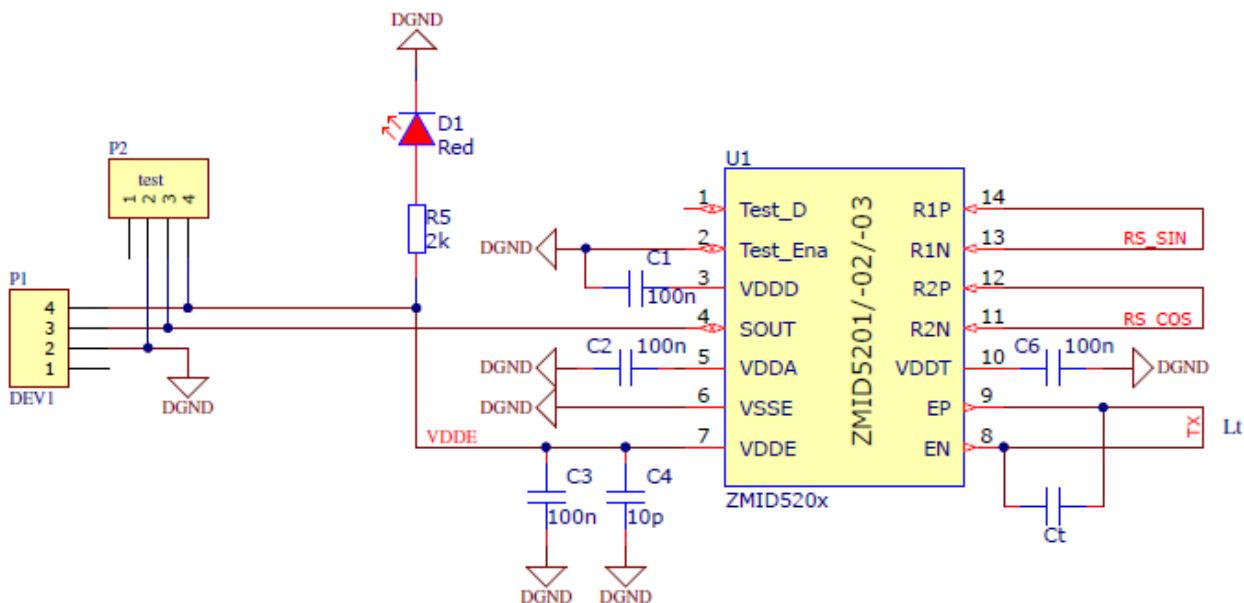 DGND
D1
Red
P2
test
1 2 3 4
R5
2k
P1
4
3
2
1
DEV1
DGND
U1
ZMID5201/-02/-03
1 Test_D
DGND 2 Test_Ena
C1
100n 3 VDDD
4 SOUT
DGND C2 100n 5 VDDA
DGND 6 VSSE
VDDE 7 VDDE
R1P 14
R1N 13 RS_SIN
R2P 12
R2N 11 RS_COS
VDDT 10 C6 100n DGND
EP 9
EN 8
TX Lt
ZMID520x
Ct
C3
100n
C4
10p
DGND DGND